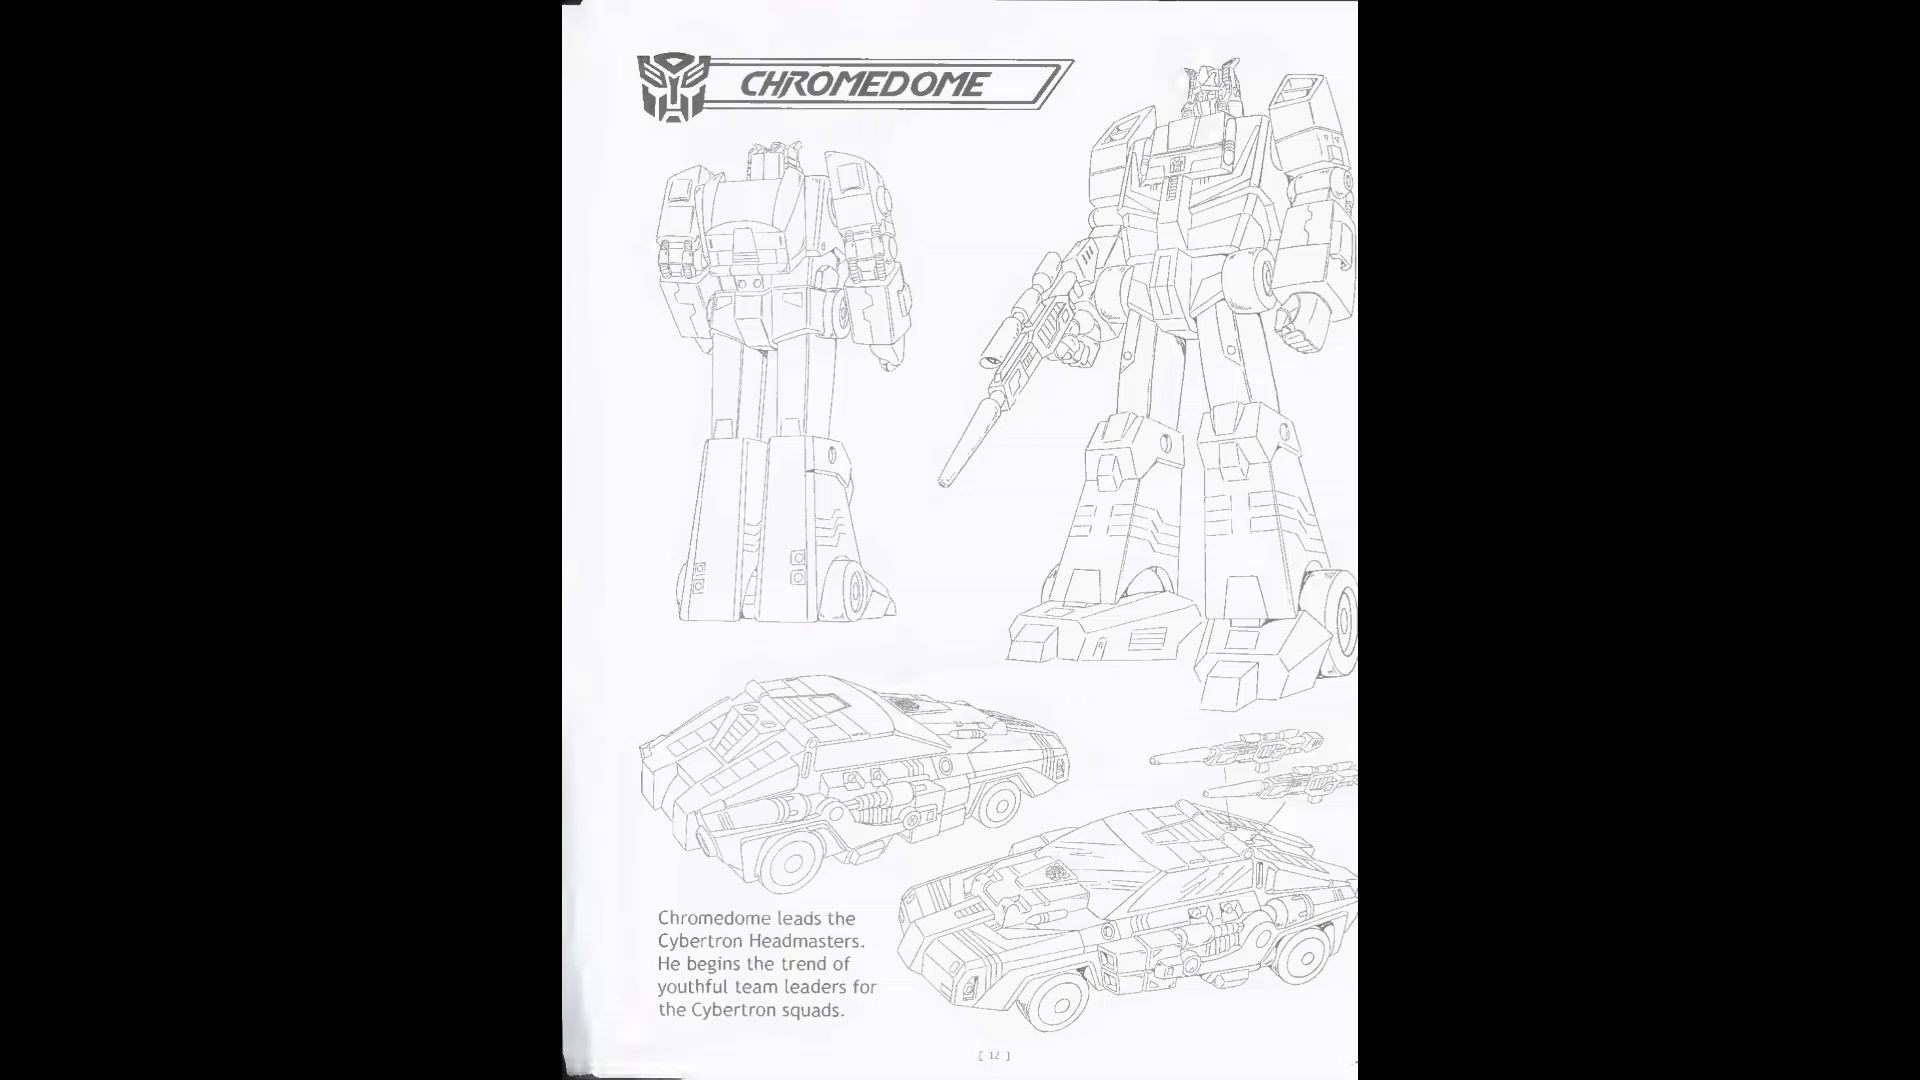 CHROMEDOME
Chromedome leads the
Cybertron Headmasters.
He begins the trend of
youthful team leaders for
the Cybertron squads.
[ 12 ]